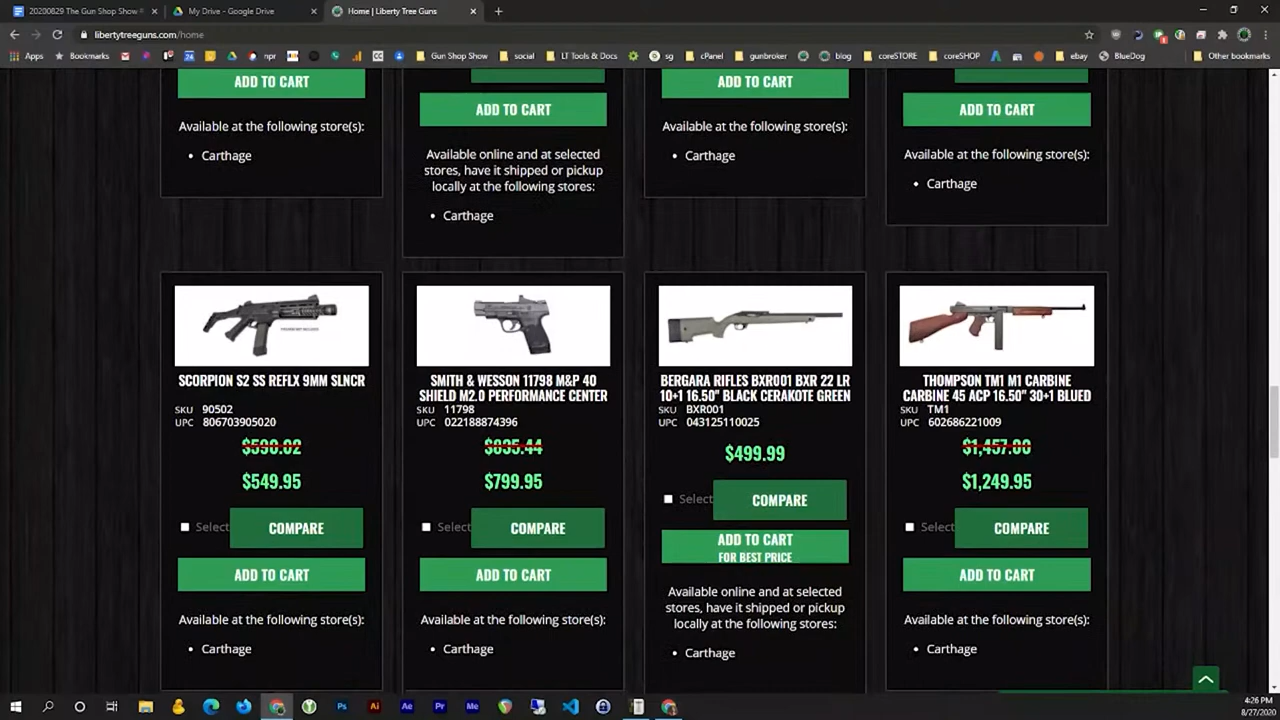 20200829 The Gun Shop Show
My Drive - Google Drive
Home | Liberty Tree Guns
libertytreeguns.com/home
Apps
Bookmarks
npr
Gun Shop Show
social
LT Tools & Docs
sg
cPanel
gunbroker
blog
coreSTORE
coreSHOP
ebay
BlueDog
Other bookmarks
ADD TO CART
Available at the following store(s):
• Carthage
ADD TO CART
Available online and at selected
stores, have it shipped or pickup
locally at the following stores:
• Carthage
ADD TO CART
Available at the following store(s):
• Carthage
ADD TO CART
Available at the following store(s):
• Carthage
SCORPION S2 SS REFLX 9MM SLNCR
SKU 90502
UPC 806703905020
$590.02
$549.95
Select
COMPARE
ADD TO CART
Available at the following store(s):
• Carthage
SMITH & WESSON 11798 M&P 40
SHIELD M2.0 PERFORMANCE CENTER
SKU 11798
UPC 022188874396
$835.44
$799.95
Select
COMPARE
ADD TO CART
Available at the following store(s):
• Carthage
BERGARA RIFLES BXR001 BXR 22 LR
10+1 16.50" BLACK CERAKOTE GREEN
SKU BXR001
UPC 043125110025
$499.99
Select
COMPARE
ADD TO CART
FOR BEST PRICE
Available online and at selected
stores, have it shipped or pickup
locally at the following stores:
• Carthage
THOMPSON TM1 M1 CARBINE
CARBINE 45 ACP 16.50" 30+1 BLUED
SKU TM1
UPC 602686221009
$1,457.00
$1,249.95
Select
COMPARE
ADD TO CART
Available at the following store(s):
• Carthage
4:26 PM
8/27/2020